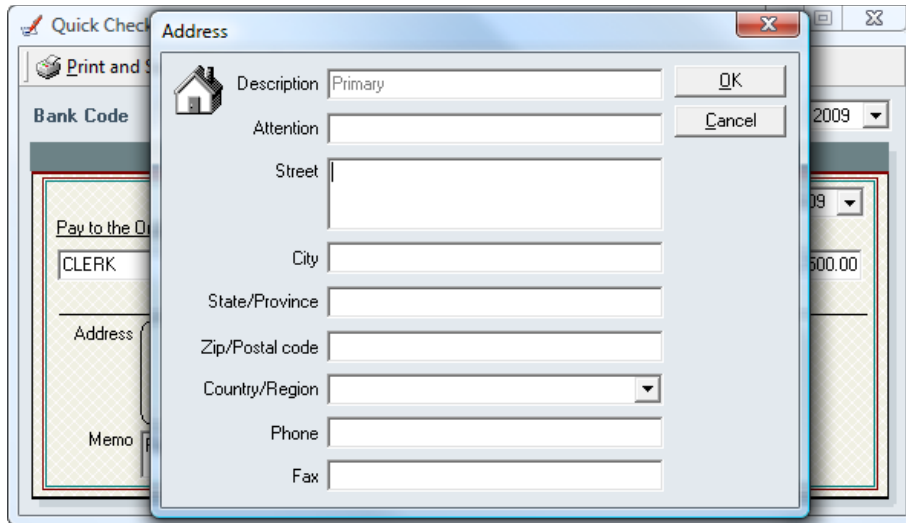 Quick Check
Address
Print and S
Bank Code
2009
Description Primary
OK
Attention
Cancel
Street
09
Pay to the O
CLERK
City
500.00
State/Province
Address
Zip/Postal code
Country/Region
Memo
Phone
Fax